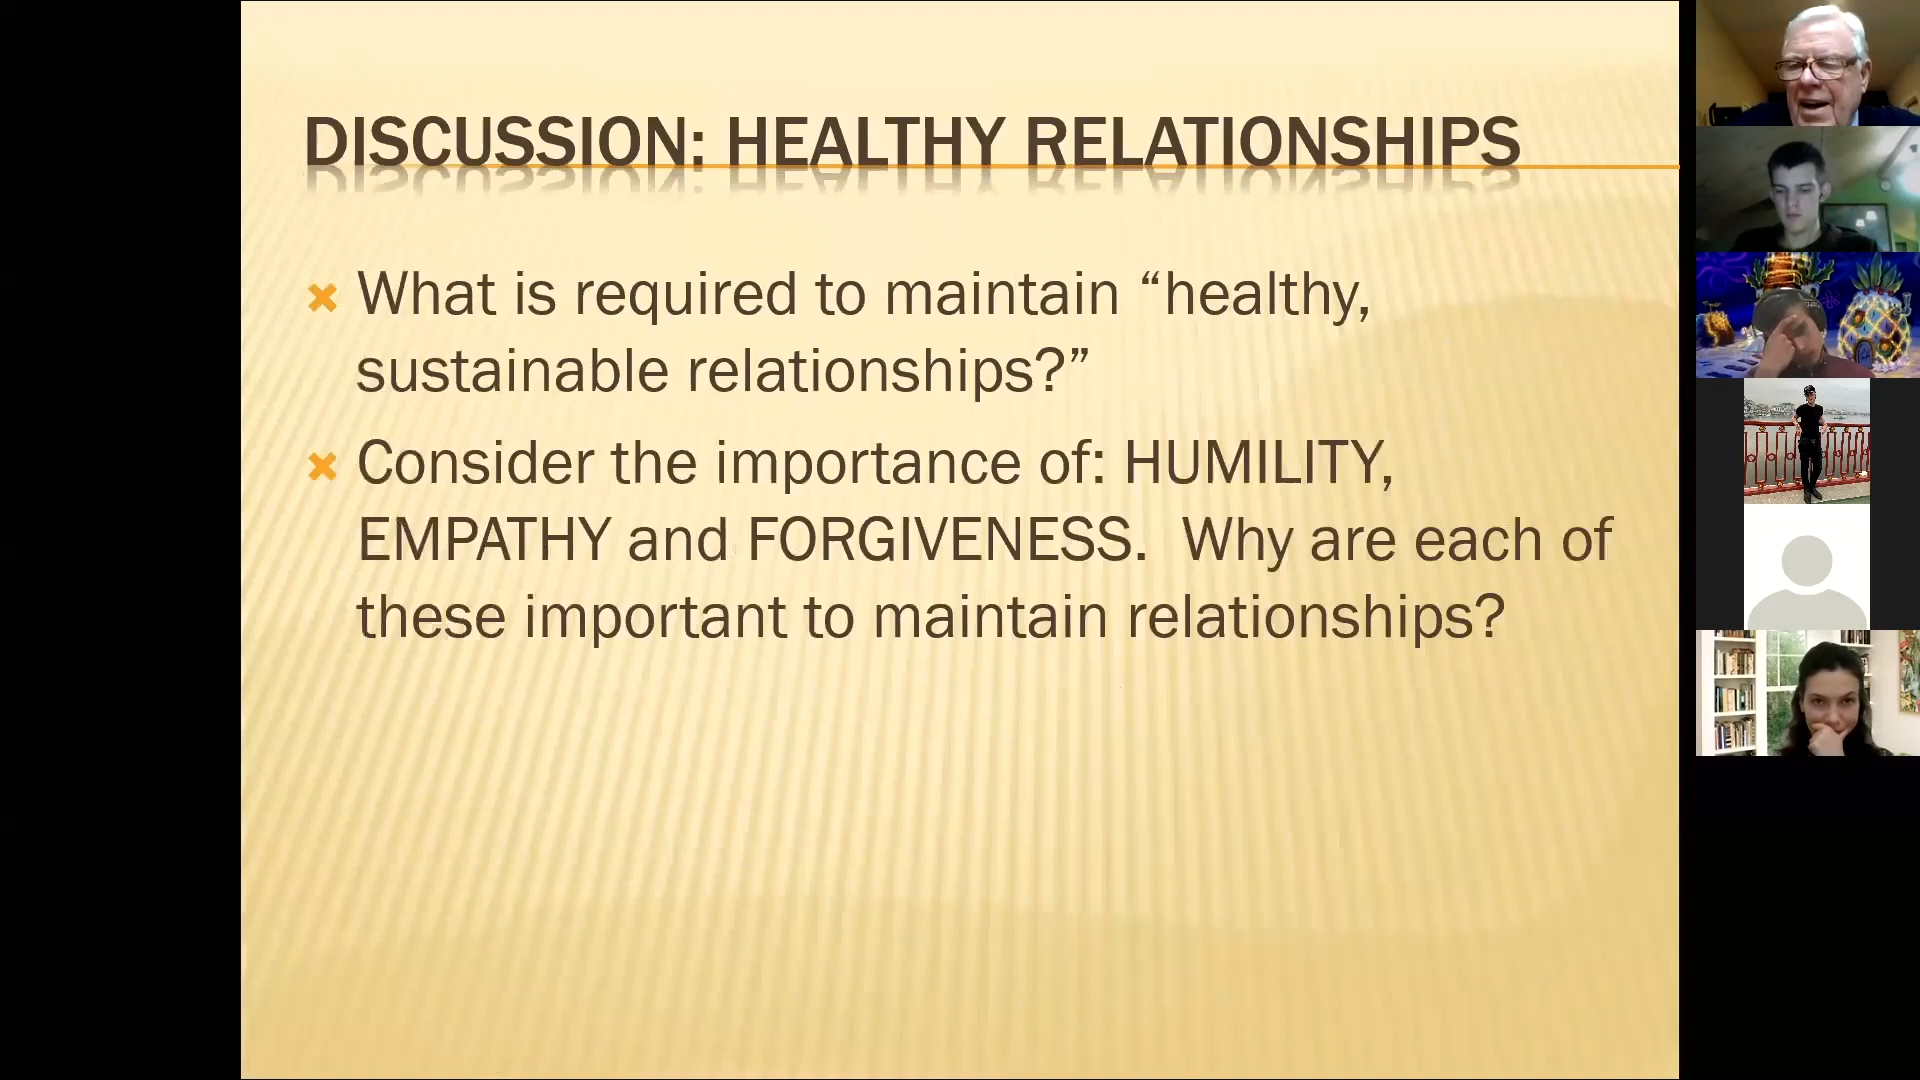 DISCUSSION: HEALTHY RELATIONSHIPS
What is required to maintain “healthy,
sustainable relationships?”
Consider the importance of: HUMILITY,
EMPATHY and FORGIVENESS.  Why are each of
these important to maintain relationships?